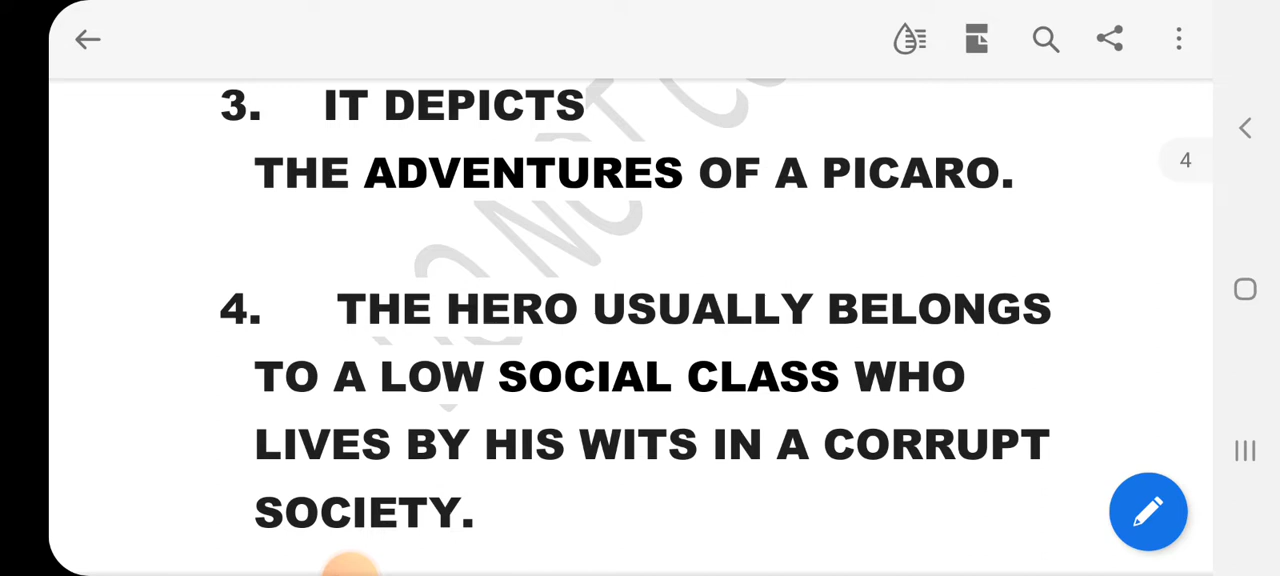 4
3. IT DEPICTS
THE ADVENTURES OF A PICARO.
4. THE HERO USUALLY BELONGS
TO A LOW SOCIAL CLASS WHO
LIVES BY HIS WITS IN A CORRUPT
SOCIETY.